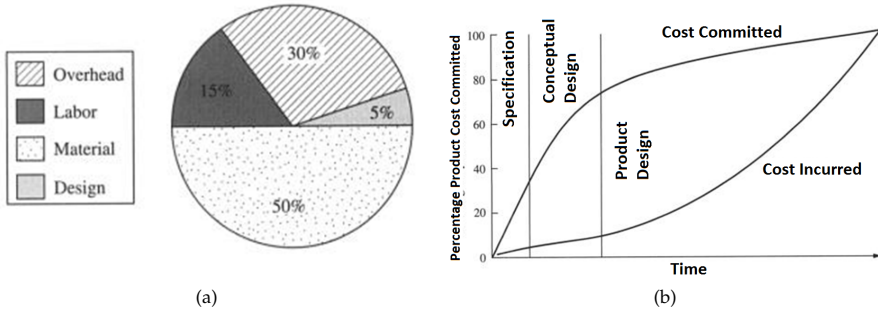 Overhead
Labor
Material
Design
30%
15%
5%
50%
(a)
Percentage Product Cost Committed
100
80
60
40
20
0
Specification
Conceptual
Design
Product
Design
Cost Committed
Cost Incurred
Time
(b)